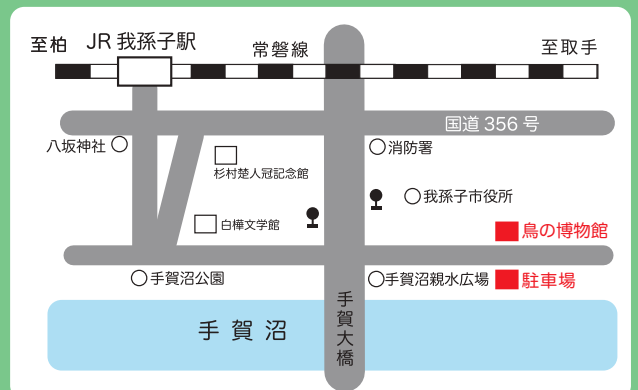 至柏
JR 我孫子駅
常磐線
至取手
国道 356 号
八坂神社
消防署
杉村楚人冠記念館
我孫子市役所
白樺文学館
鳥の博物館
手賀沼公園
手賀沼親水広場
駐車場
手賀沼
手賀大橋